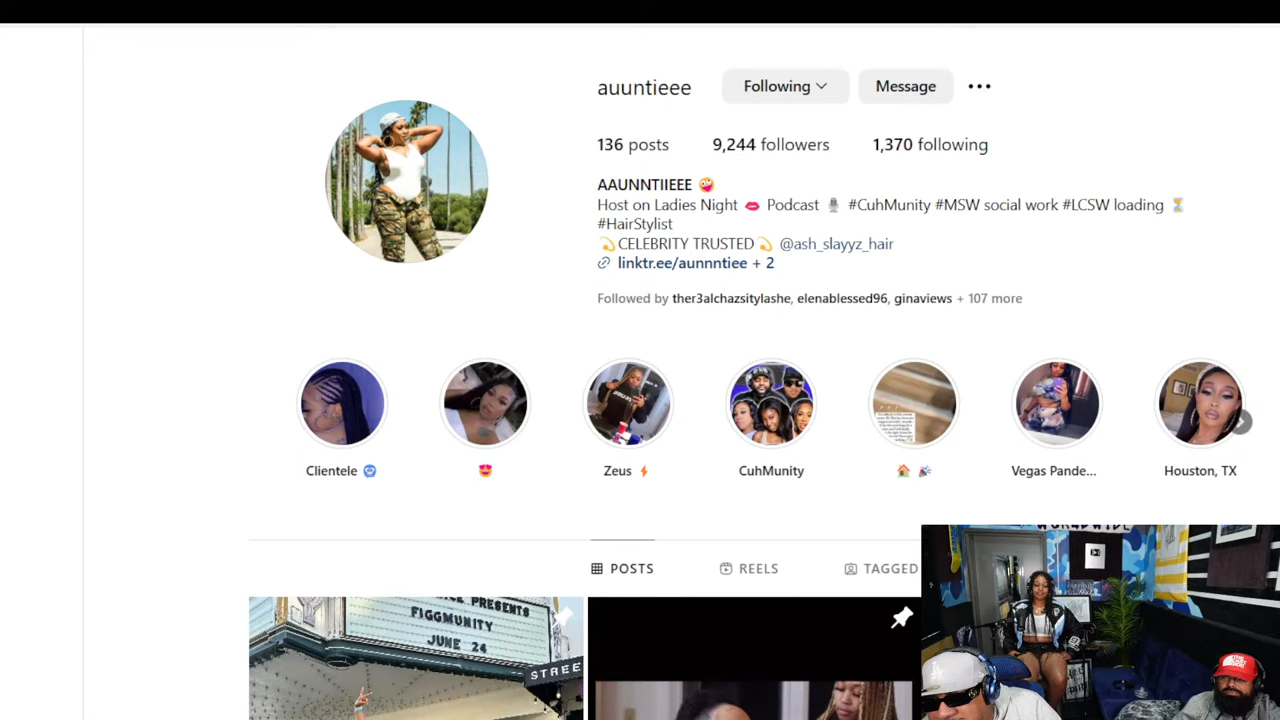 auuntieee Following Message
136 posts 9,244 followers 1,370 following
AAUNNTIIEEE 🤪
Host on Ladies Night 👄 Podcast 🎙 #CuhMunity #MSW social work #LCSW loading ⏳
#HairStylist
💫CELEBRITY TRUSTED💫 @ash_slayyz_hair
linktr.ee/aunnntiee + 2
Followed by ther3alchazsitylashe, elenablessed96, ginaviews + 107 more
Clientele Zeus⚡ CuhMunity 🏠 🎉 Vegas Pande... Houston, TX
POSTS REELS TAGGED
PRESENTS
FIGGMUNITY
JUNE 24
STREE